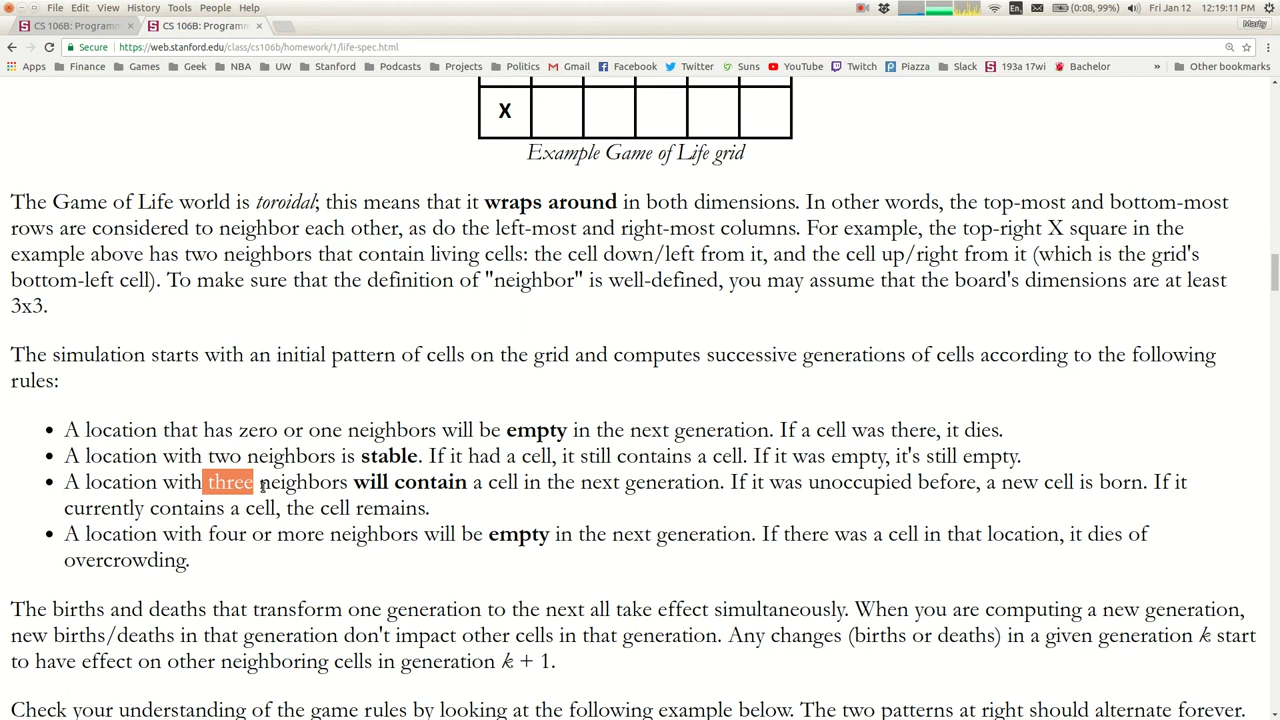 File Edit View History Tools People Help
En (0:08, 99%) Fri Jan 12 12:19:11 PM
CS 106B: Programm × CS 106B: Programm × Marty
Secure https://web.stanford.edu/class/cs106b/homework/1/life-spec.html
Apps Finance Games Geek NBA UW Stanford Podcasts Projects Politics Gmail Facebook Twitter Suns YouTube Twitch Piazza Slack 193a 17wi Bachelor » Other bookmarks
X
Example Game of Life grid
The Game of Life world is toroidal; this means that it wraps around in both dimensions. In other words, the top-most and bottom-most
rows are considered to neighbor each other, as do the left-most and right-most columns. For example, the top-right X square in the
example above has two neighbors that contain living cells: the cell down/left from it, and the cell up/right from it (which is the grid's
bottom-left cell). To make sure that the definition of "neighbor" is well-defined, you may assume that the board's dimensions are at least
3x3.
The simulation starts with an initial pattern of cells on the grid and computes successive generations of cells according to the following
rules:
• A location that has zero or one neighbors will be empty in the next generation. If a cell was there, it dies.
• A location with two neighbors is stable. If it had a cell, it still contains a cell. If it was empty, it's still empty.
• A location with three neighbors will contain a cell in the next generation. If it was unoccupied before, a new cell is born. If it
currently contains a cell, the cell remains.
• A location with four or more neighbors will be empty in the next generation. If there was a cell in that location, it dies of
overcrowding.
The births and deaths that transform one generation to the next all take effect simultaneously. When you are computing a new generation,
new births/deaths in that generation don't impact other cells in that generation. Any changes (births or deaths) in a given generation k start
to have effect on other neighboring cells in generation k + 1.
Check your understanding of the game rules by looking at the following example below. The two patterns at right should alternate forever.